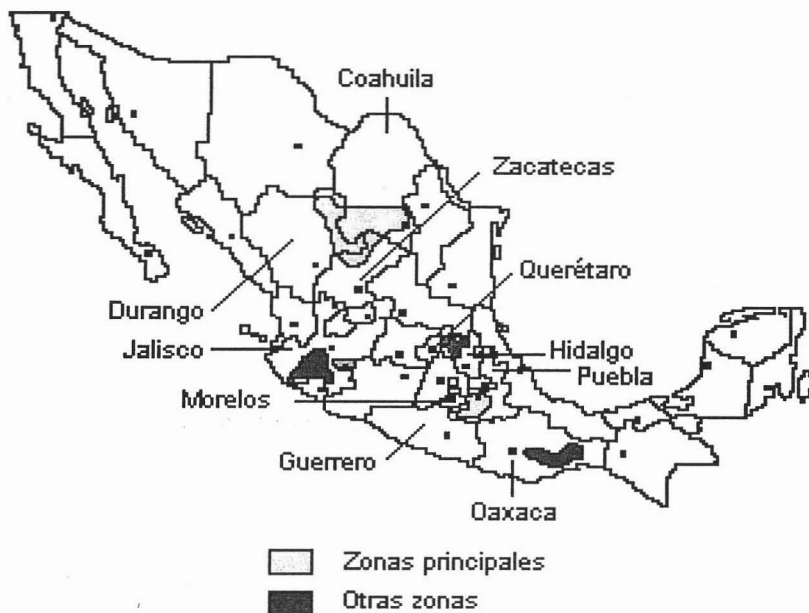 Coahuila
Zacatecas
Querétaro
Durango
Jalisco
Hidalgo
Puebla
Morelos
Guerrero
Oaxaca
Zonas principales
Otras zonas